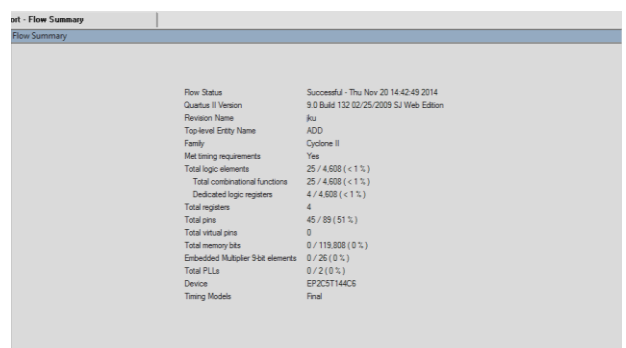 ort - Flow Summary
Flow Summary
Flow Status Successful - Thu Nov 20 14:42:49 2014
Quartus II Version 9.0 Build 132 02/25/2009 SJ Web Edition
Revision Name jku
Top-level Entity Name ADD
Family Cyclone II
Met timing requirements Yes
Total logic elements 25 / 4,608 ( < 1 % )
Total combinational functions 25 / 4,608 ( < 1 % )
Dedicated logic registers 4 / 4,608 ( < 1 % )
Total registers 4
Total pins 45 / 89 ( 51 % )
Total virtual pins 0
Total memory bits 0 / 119,808 ( 0 % )
Embedded Multiplier 9-bit elements 0 / 26 ( 0 % )
Total PLLs 0 / 2 ( 0 % )
Device EP2C5T144C6
Timing Models Final